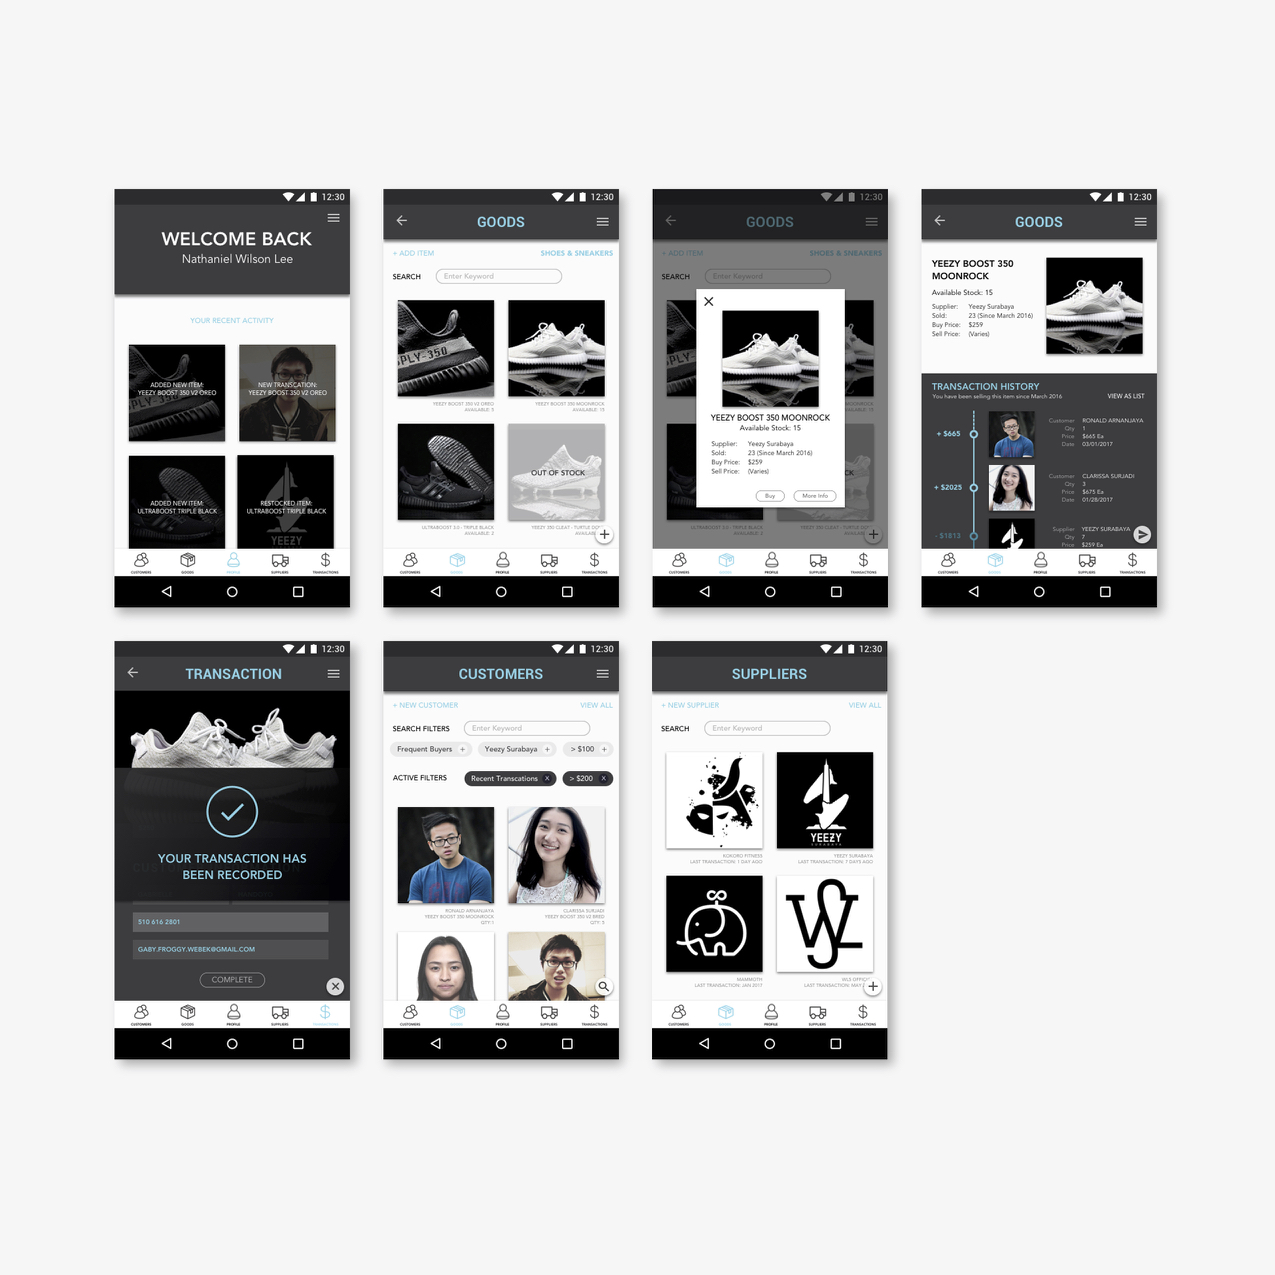 12:30
WELCOME BACK
Nathaniel Wilson Lee
YOUR RECENT ACTIVITY
ADDED NEW ITEM:
YEEZY BOOST 350 V2 OREO
NEW TRANSCATION:
YEEZY BOOST 350 V2 OREO
ADDED NEW ITEM:
ULTRABOOST TRIPLE BLACK
RESTOCKED ITEM:
ULTRABOOST TRIPLE BLACK
YEEZY
CUSTOMERS
GOODS
PROFILE
SUPPLIERS
TRANSACTIONS
12:30
GOODS
+ ADD ITEM
SHOES & SNEAKERS
SEARCH
Enter Keyword
PLY-350
YEEZY BOOST 350 V2 OREO
AVAILABLE: 5
YEEZY BOOST 350 MOONROCK
AVAILABLE: 15
OUT OF STOCK
ULTRABOOST 3.0 - TRIPLE BLACK
AVAILABLE: 2
YEEZY 350 CLEAT - TURTLE
CUSTOMERS
GOODS
PROFILE
SUPPLIERS
TRANSACTIONS
12:30
GOODS
+ ADD ITEM
SHOES & SNEAKERS
SEARCH
Enter Keyword
YEEZY BOOST 350 MOONROCK
Available Stock: 15
Supplier: Yeezy Surabaya
Sold: 23 (Since March 2016)
Buy Price: $259
Sell Price: (Varies)
Buy
More Info
CUSTOMERS
GOODS
PROFILE
SUPPLIERS
TRANSACTIONS
12:30
GOODS
YEEZY BOOST 350
MOONROCK
Available Stock: 15
Supplier: Yeezy Surabaya
Sold: 23 (Since March 2016)
Buy Price: $259
Sell Price: (Varies)
TRANSACTION HISTORY
You have been selling this item since March 2016
VIEW AS LIST
+ $665
Customer RONALD ARNANJAYA
Qty 1
Price $665 Ea
Date: 03/01/2017
+ $2025
Customer CLARISSA SURJADI
Qty 3
Price $675 Ea
Date: 01/28/2017
- $1813
Supplier YEEZY SURABAYA
Qty 7
Price: $259 Ea
CUSTOMERS
GOODS
PROFILE
SUPPLIERS
TRANSACTIONS
12:30
TRANSACTION
YOUR TRANSACTION HAS
BEEN RECORDED
510 616 2801
GABY.FROGGY.WEBEK@GMAIL.COM
COMPLETE
CUSTOMERS
GOODS
PROFILE
SUPPLIERS
TRANSACTIONS
12:30
CUSTOMERS
+ NEW CUSTOMER
VIEW ALL
SEARCH FILTERS
Enter Keyword
Frequent Buyers +
Yeezy Surabaya +
> $100 +
ACTIVE FILTERS
Recent Transcations X
> $200 X
RONALD ARNANJAYA
YEEZY BOOST 350 MOONROCK
QTY: 1
CLARISSA SURJADI
YEEZY BOOST 350 V2 BRED
QTY: 5
CUSTOMERS
GOODS
PROFILE
SUPPLIERS
TRANSACTIONS
12:30
SUPPLIERS
+ NEW SUPPLIER
VIEW ALL
SEARCH
Enter Keyword
YEEZY
SURABAYA
KOKORO FITNESS
LAST TRANSACTION: 1 DAY AGO
YEEZY SURABAYA
LAST TRANSACTION: 7 DAYS AGO
MAMMOTH
LAST TRANSACTION: JAN 2017
LAST TRANSACTION: MAY
CUSTOMERS
GOODS
PROFILE
SUPPLIERS
TRANSACTIONS